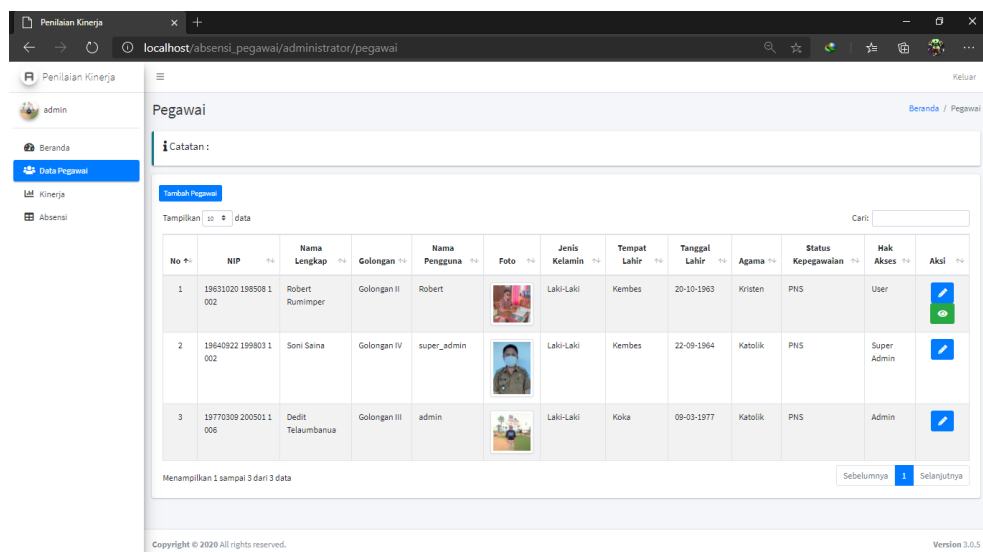 Penilaian Kinerja
localhost/absensi_pegawai/administrator/pegawai
Penilaian Kinerja
Keluar
admin
Pegawai
Beranda / Pegawai
Beranda
Data Pegawai
Kinerja
Absensi
Catatan :
Tambah Pegawai
Tampilkan 10 data
Cari:
No NIP Nama Lengkap Golongan Nama Pengguna Foto Jenis Kelamin Tempat Lahir Tanggal Lahir Agama Status Kepegawaian Hak Akses Aksi
1 19631020 198508 1 002 Robert Rumimper Golongan II Robert Laki-Laki Kembes 20-10-1963 Kristen PNS User
2 19640922 199803 1 002 Soni Saina Golongan IV super_admin Laki-Laki Kembes 22-09-1964 Katolik PNS Super Admin
3 19770309 200501 1 006 Dedit Telaumbanua Golongan III admin Laki-Laki Koka 09-03-1977 Katolik PNS Admin
Menampilkan 1 sampai 3 dari 3 data
Sebelumnya 1 Selanjutnya
Copyright © 2020 All rights reserved.
Version 3.0.5